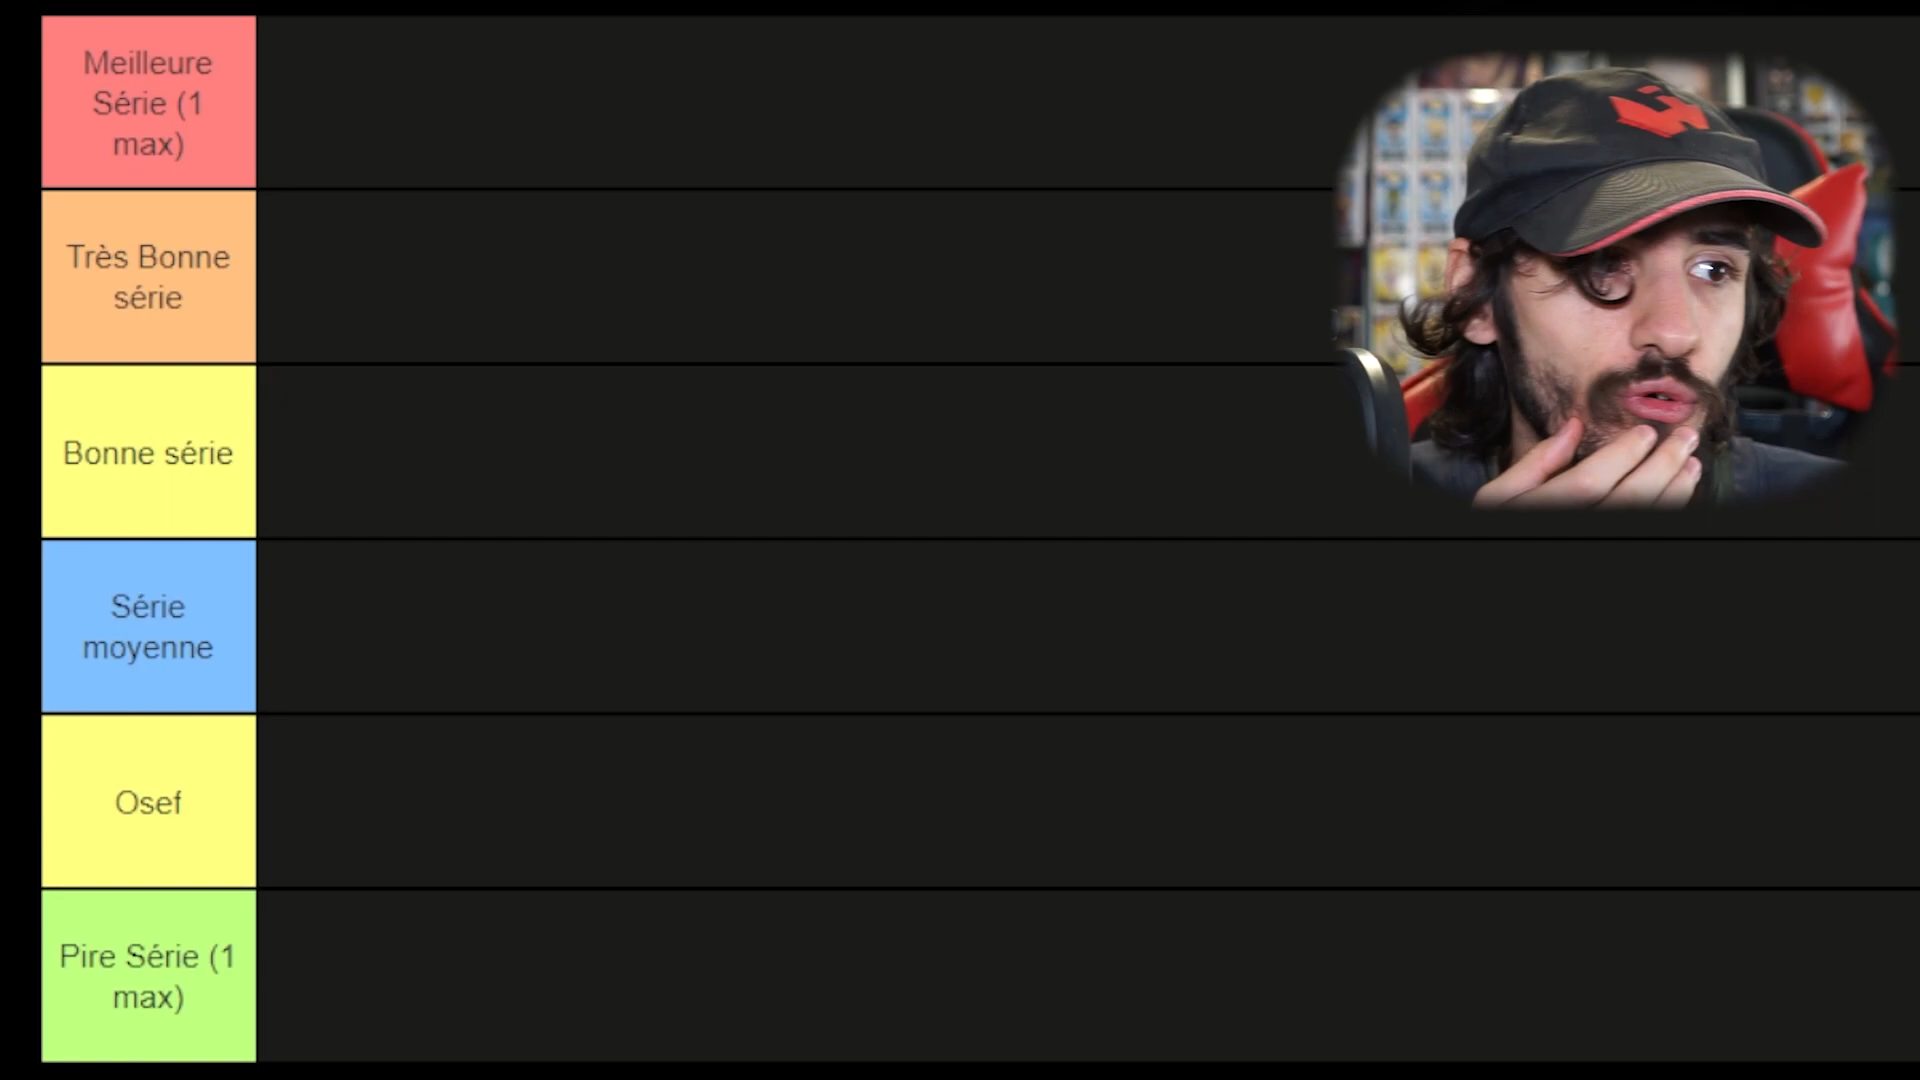 Meilleure
Série (1
max)
Très Bonne
série
Bonne série
Série
moyenne
Osef
Pire Série (1
max)